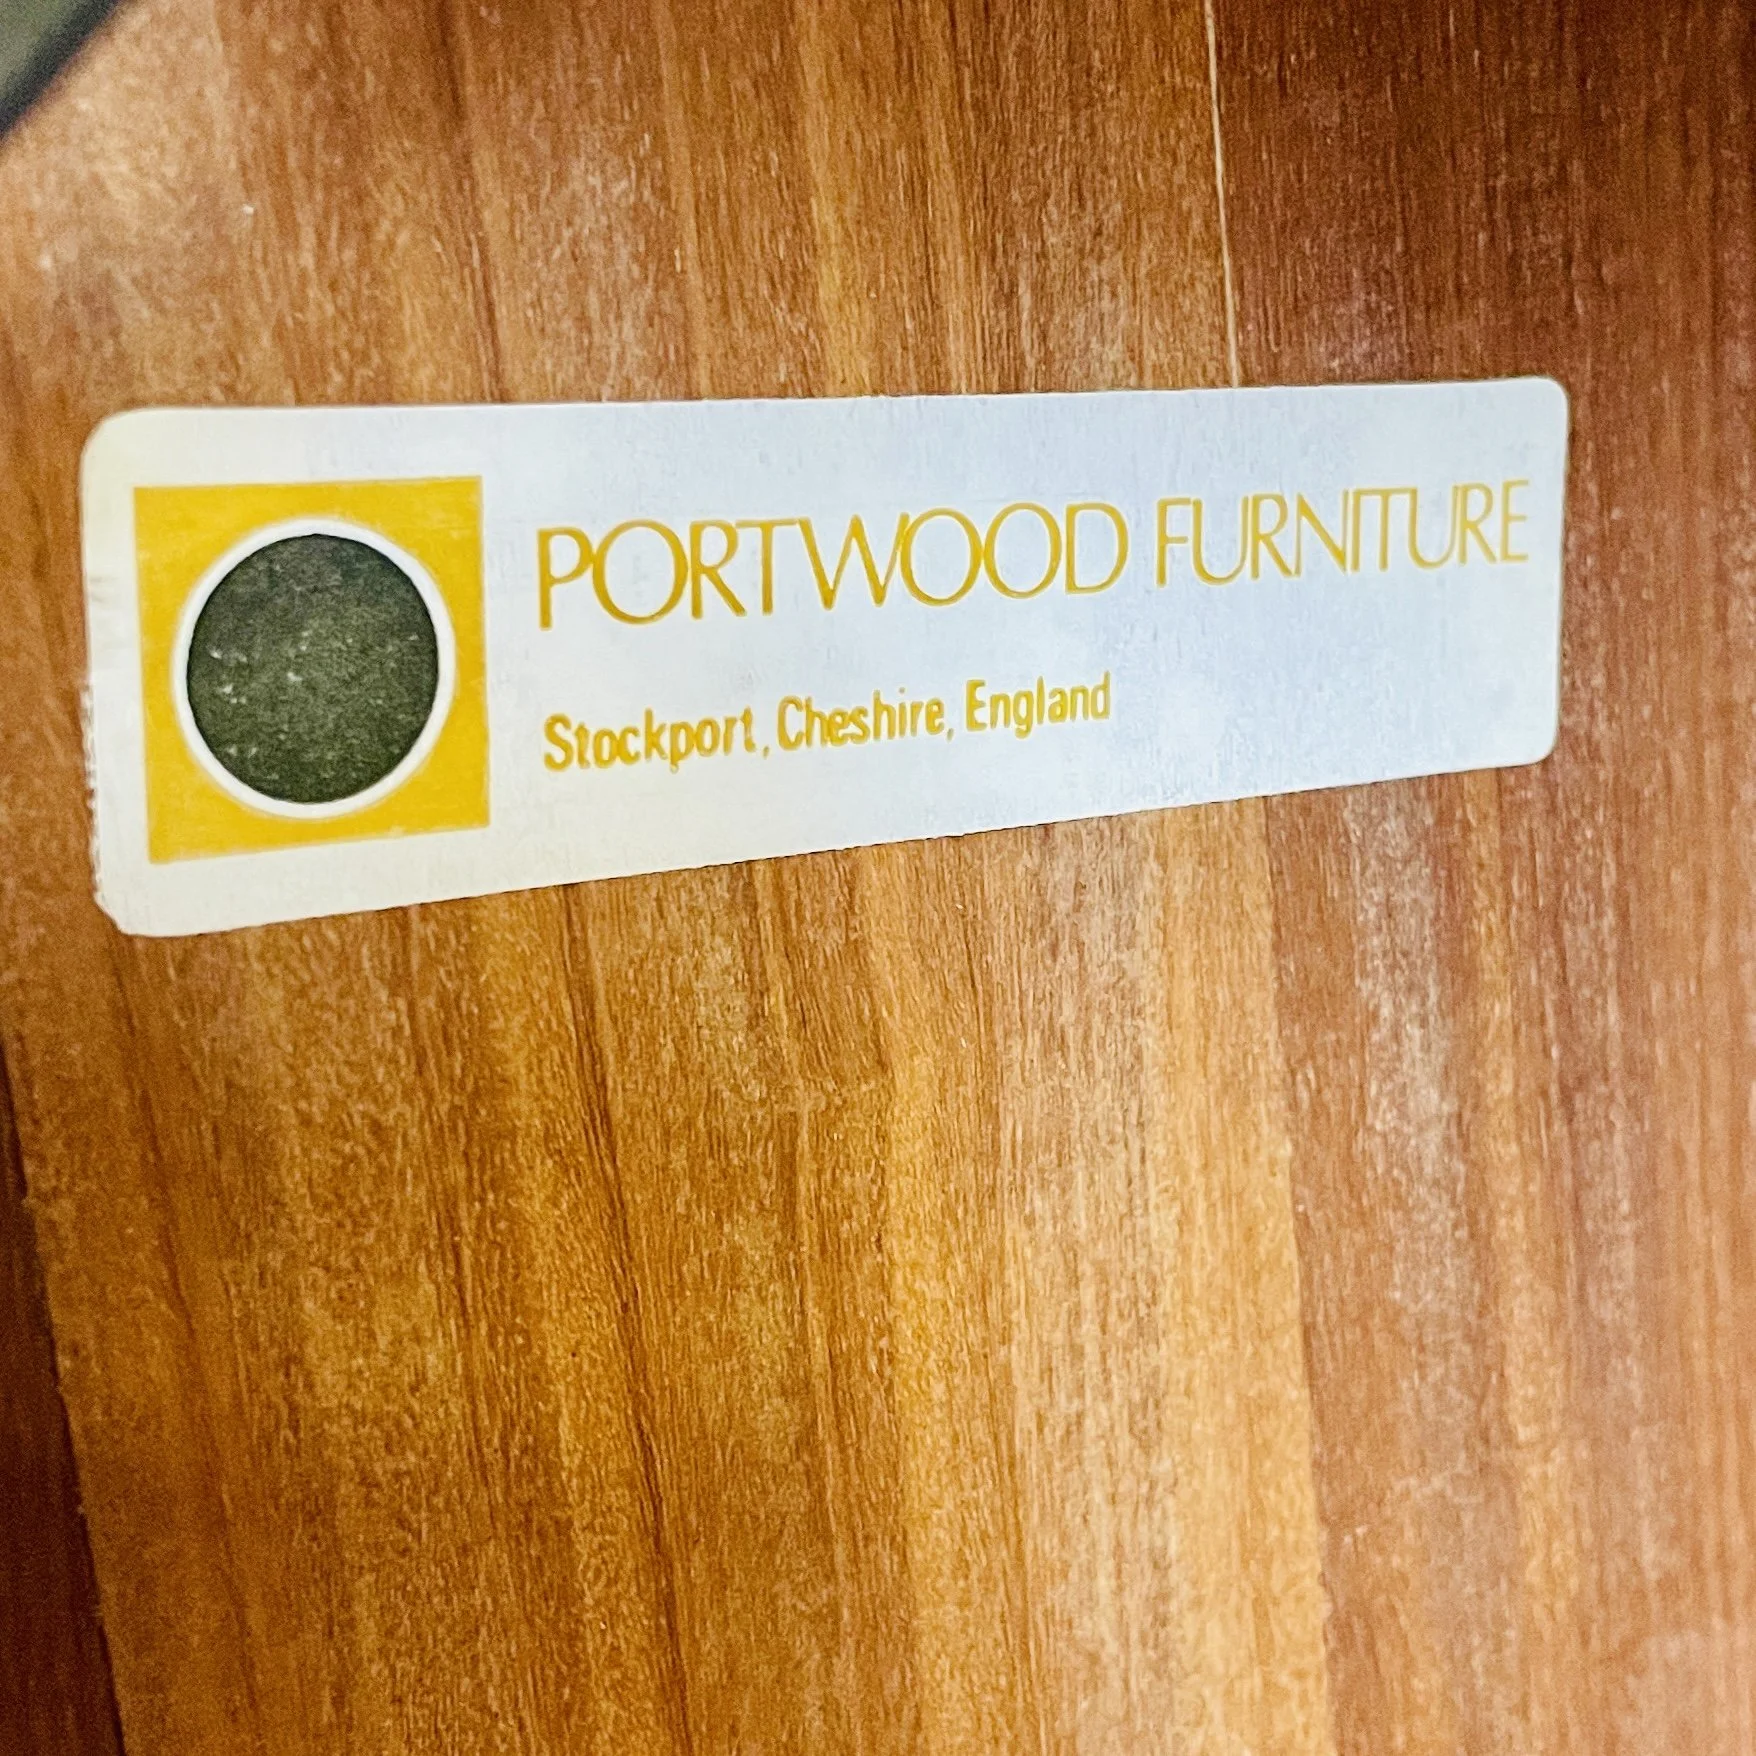 PORTWOOD FURNITURE
Stockport, Cheshire, England